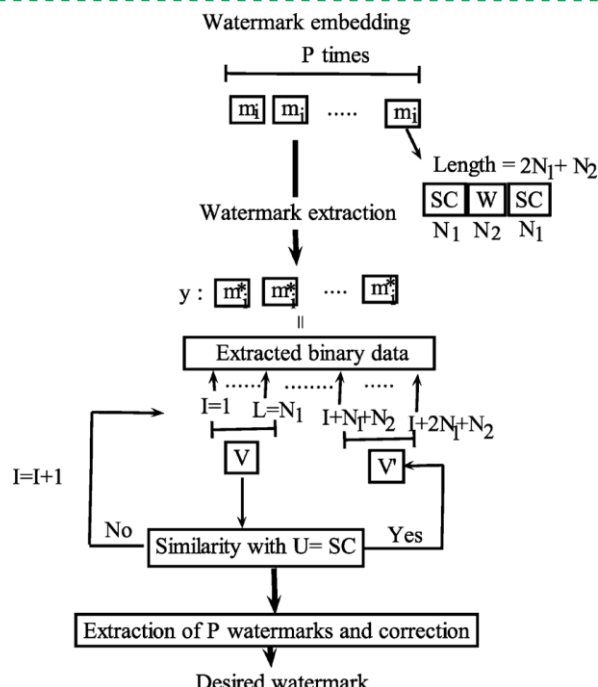 Watermark embedding
P times
mi mi ..... mi
Length = 2N1+ N2
SC W SC
N1 N2 N1
Watermark extraction
y : m*i m*i .... m*i
=
Extracted binary data
...... ........ .....
I=1 L=N1 I+N1+N2 I+2N1+N2
V V'
I=I+1
No Similarity with U= SC Yes
Extraction of P watermarks and correction
Desired watermark